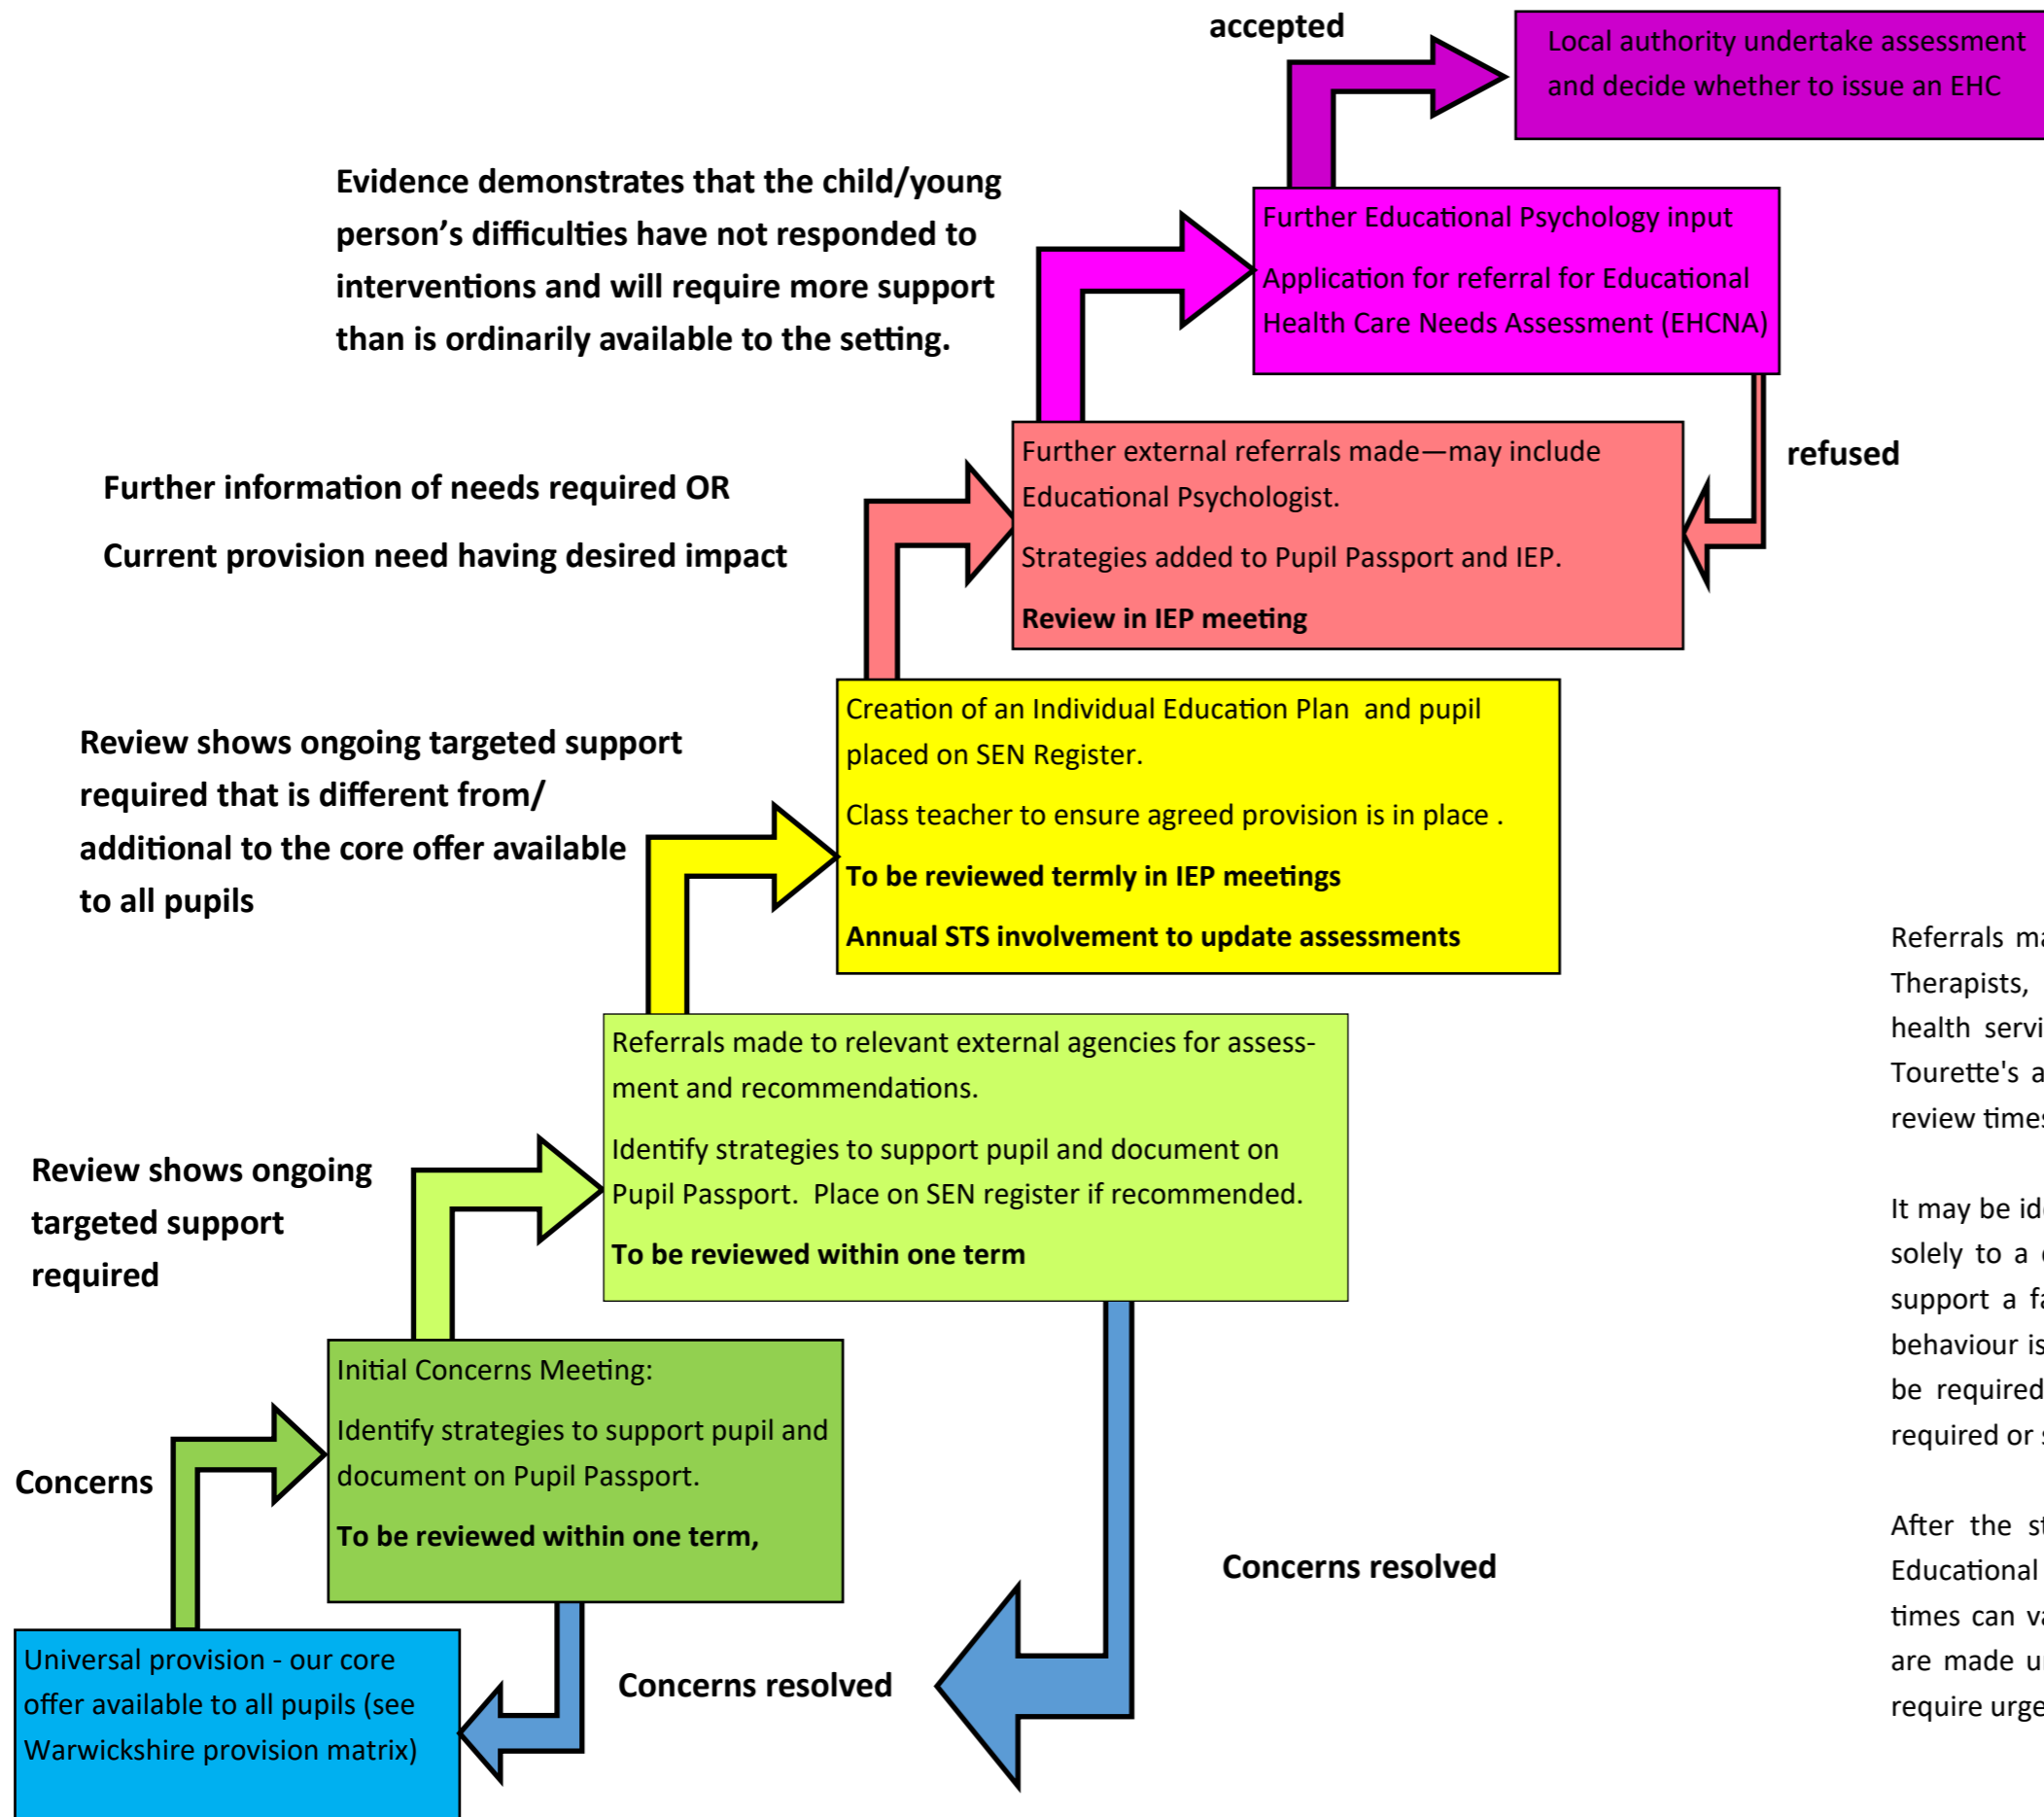 accepted
Local authority undertake assessment
and decide whether to issue an EHC
Evidence demonstrates that the child/young
person's difficulties have not responded to
interventions and will require more support
than is ordinarily available to the setting.
Further Educational Psychology input
Application for referral for Educational
Health Care Needs Assessment (EHCNA)
refused
Further information of needs required OR
Current provision need having desired impact
Further external referrals made—may include
Educational Psychologist.
Strategies added to Pupil Passport and IEP.
Review in IEP meeting
Review shows ongoing targeted support
required that is different from/
additional to the core offer available
to all pupils
Creation of an Individual Education Plan and pupil
placed on SEN Register.
Class teacher to ensure agreed provision is in place .
To be reviewed termly in IEP meetings
Annual STS involvement to update assessments
Review shows ongoing
targeted support
required
Referrals made to relevant external agencies for assess-
ment and recommendations.
Identify strategies to support pupil and document on
Pupil Passport. Place on SEN register if recommended.
To be reviewed within one term
Concerns
Initial Concerns Meeting:
Identify strategies to support pupil and
document on Pupil Passport.
To be reviewed within one term,
Concerns resolved
Concerns resolved
Universal provision - our core
offer available to all pupils (see
Warwickshire provision matrix)
Referrals
Therapists,
health
Tourette's
review
It may be
solely to a
support a
behaviour
be required
required or
After the
Educational
times can
are made
require